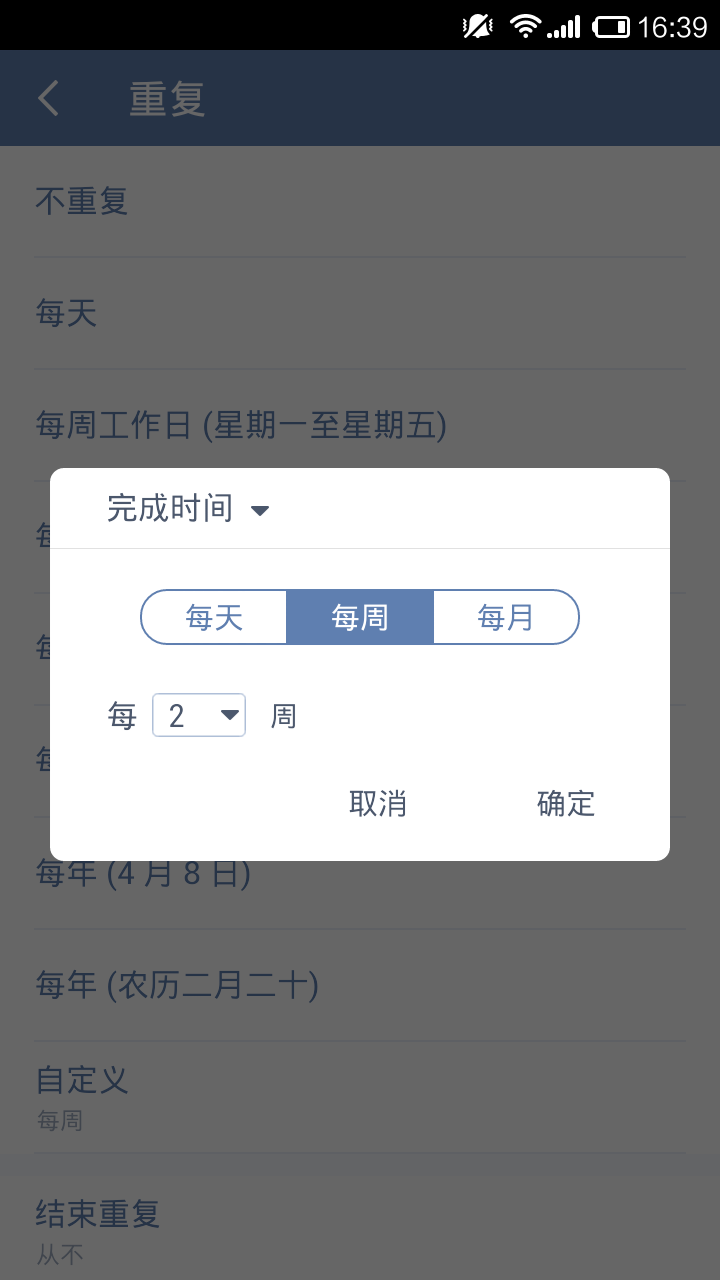 16:39
重复
不重复
每天
每周工作日 (星期一至星期五)
完成时间
每天 每周 每月
每 2 周
取消 确定
每年 (4 月 8 日)
每年 (农历二月二十)
自定义
每周
结束重复
从不